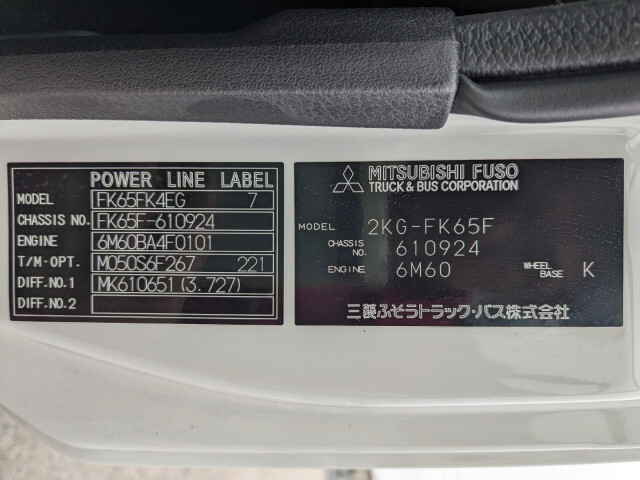 POWER LINE LABEL
MODEL FK65FK4EG 7
CHASSIS NO. FK65F-610924
ENGINE 6M60BA4F0101
T/M・OPT. M050S6F267 221
DIFF.NO.1 MK610651(3.727)
DIFF.NO.2
MITSUBISHI FUSO
TRUCK & BUS CORPORATION
MODEL 2KG-FK65F
CHASSIS NO. 610924
ENGINE 6M60 WHEEL BASE K
三菱ふそうトラック・バス株式会社